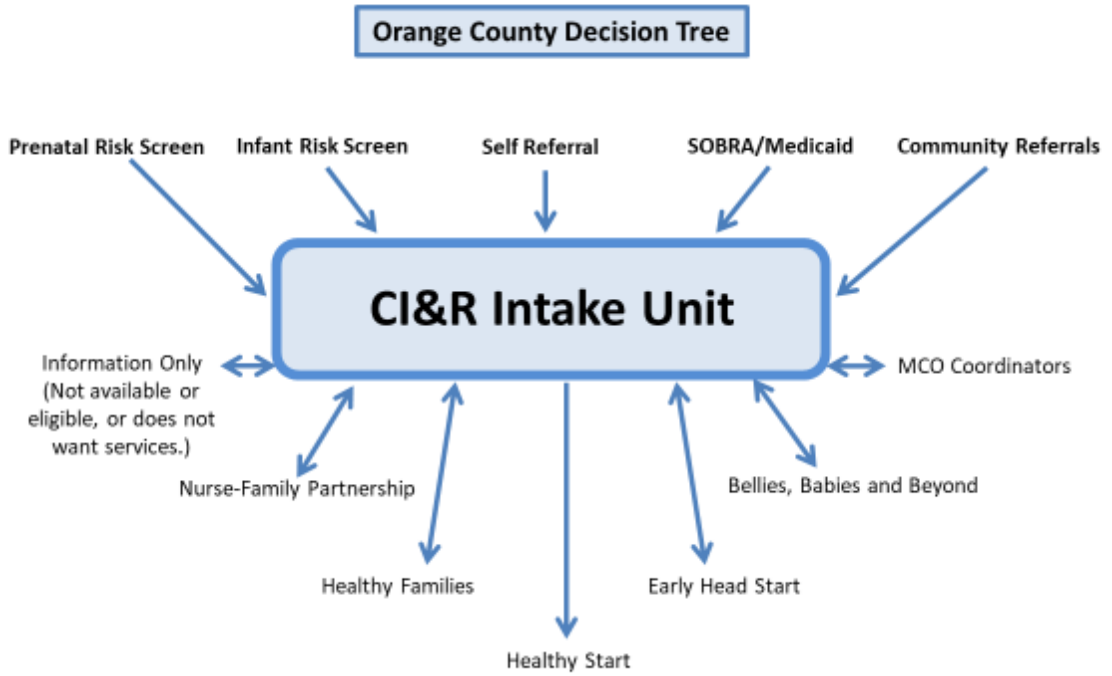 Orange County Decision Tree
Prenatal Risk Screen
Infant Risk Screen
Self Referral
SOBRA/Medicaid
Community Referrals
CI&R Intake Unit
Information Only
(Not available or
eligible, or does not
want services.)
MCO Coordinators
Nurse-Family Partnership
Bellies, Babies and Beyond
Healthy Families
Early Head Start
Healthy Start